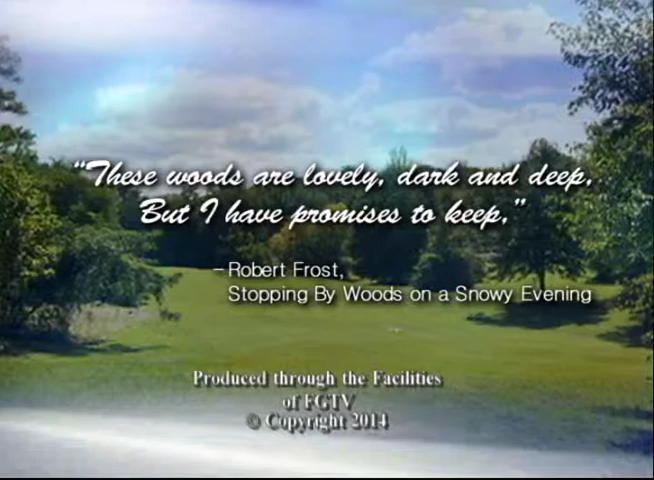 “These woods are lovely, dark and deep,
But I have promises to keep,”
– Robert Frost,
Stopping By Woods on a Snowy Evening
Produced through the Facilities
of FGTV
© Copyright 2014